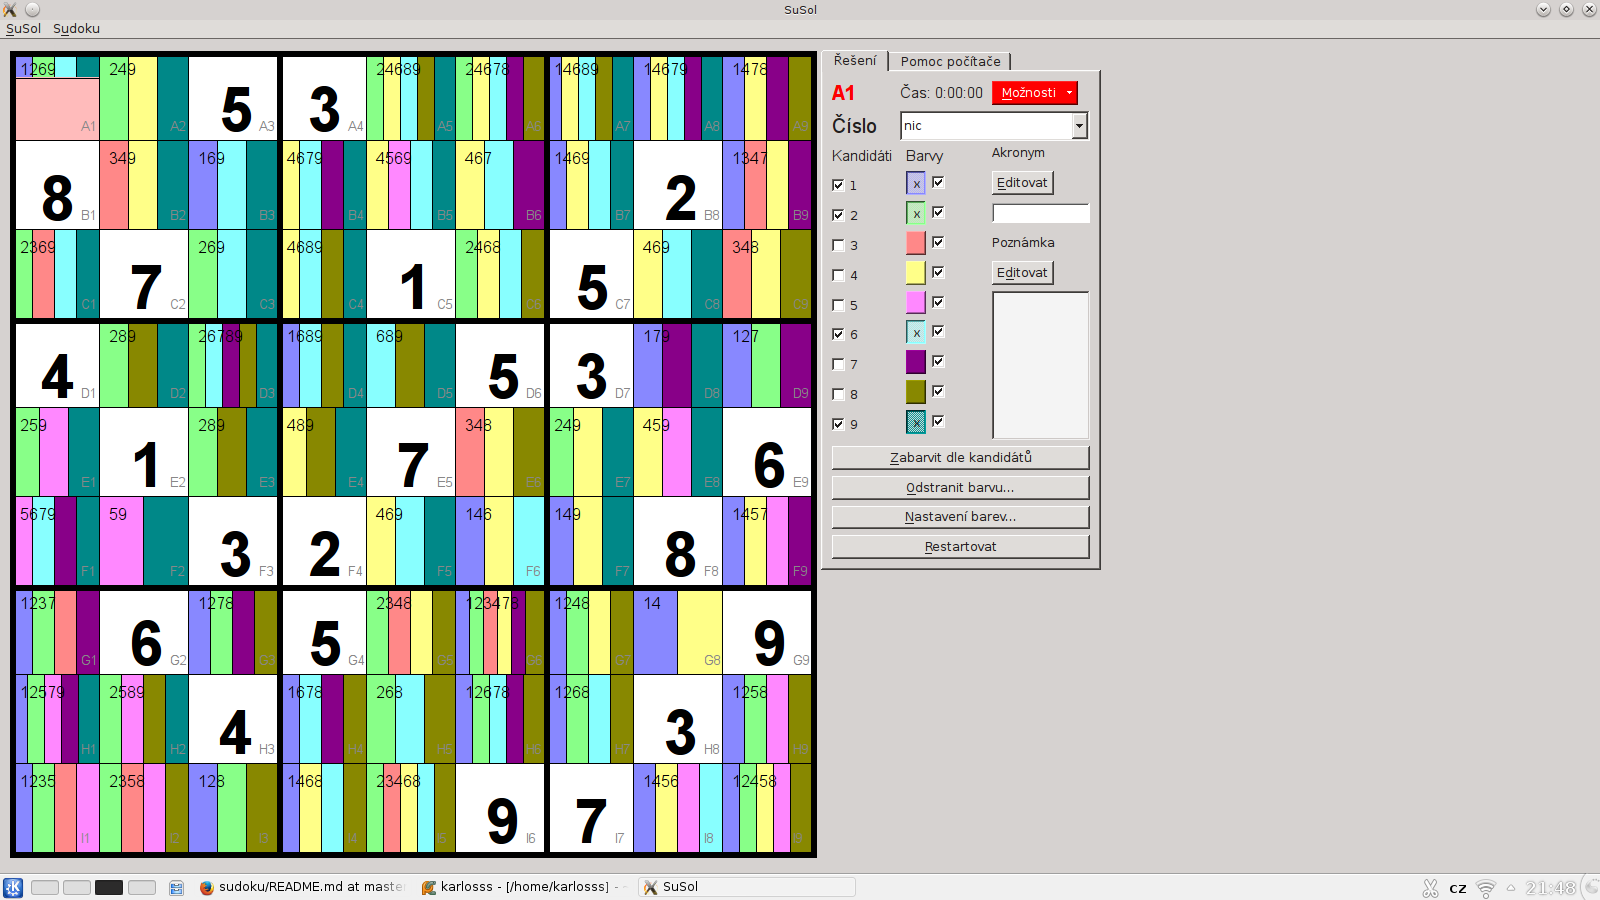 SuSol
SuSol Sudoku
1269 A1 249 A2 5 A3 3 A4 24689 A5 24678 A6 14689 A7 14679 A8 1478 A9
8 B1 349 B2 169 B3 4679 B4 4569 B5 467 B6 1469 B7 2 B8 1347 B9
2369 C1 7 C2 269 C3 4689 C4 1 C5 2468 C6 5 C7 469 C8 348 C9
4 D1 289 D2 26789 D3 1689 D4 689 D5 5 D6 3 D7 179 D8 127 D9
259 E1 1 E2 289 E3 489 E4 7 E5 348 E6 249 E7 459 E8 6 E9
5679 F1 59 F2 3 F3 2 F4 469 F5 146 F6 149 F7 8 F8 1457 F9
1237 G1 6 G2 1278 G3 5 G4 2348 G5 123478 G6 1248 G7 14 G8 9 G9
12579 H1 2589 H2 4 H3 1678 H4 268 H5 12678 H6 1268 H7 3 H8 1258 H9
1235 I1 2358 I2 128 I3 1468 I4 23468 I5 9 I6 7 I7 1456 I8 12458 I9
Řešení Pomoc počítače
A1 Čas: 0:00:00 Možnosti
Číslo nic
Kandidáti Barvy Akronym
1 x Editovat
2 x
3 Poznámka
4 Editovat
5
6 x
7
8
9 x
Zabarvit dle kandidátů
Odstranit barvu...
Nastavení barev...
Restartovat
sudoku/README.md at maste karlosss - [/home/karlosss] - SuSol cz 21:48